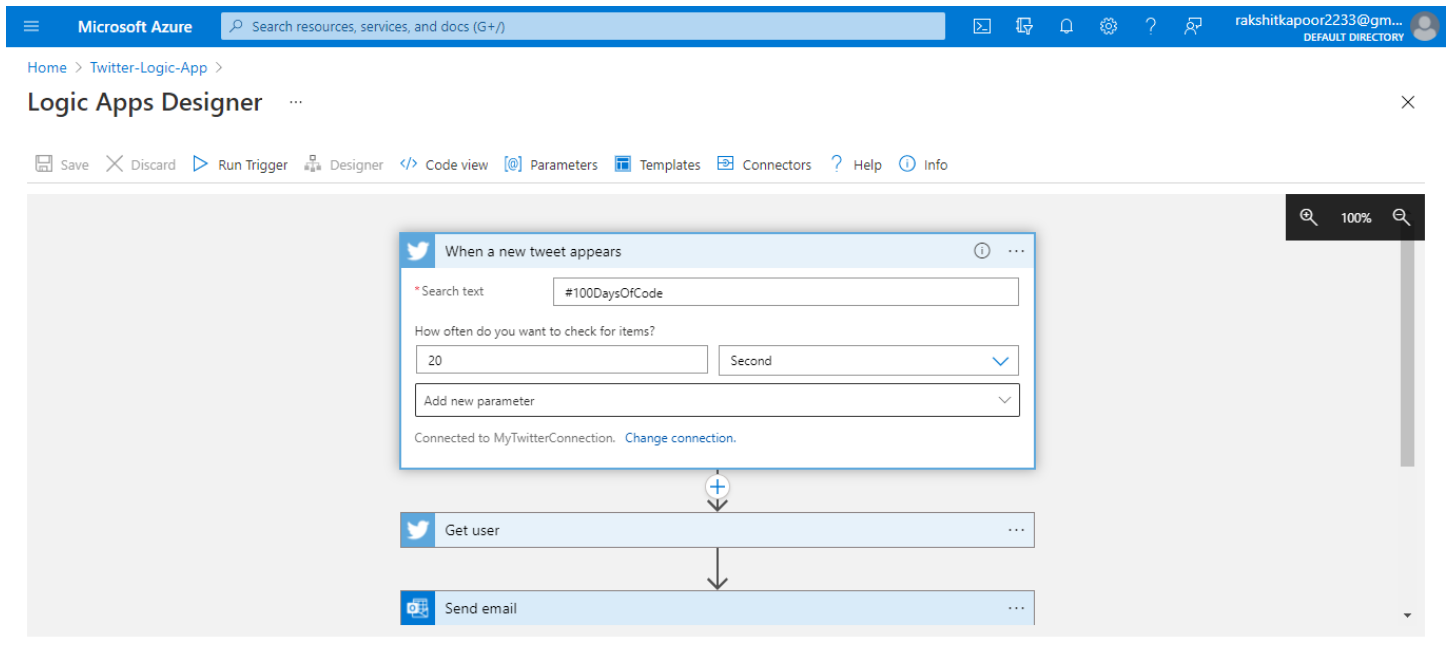 Microsoft Azure
Search resources, services, and docs (G+/)
rakshitkapoor2233@gm...
DEFAULT DIRECTORY
Home > Twitter-Logic-App >
Logic Apps Designer ...
Save Discard Run Trigger Designer </> Code view [@] Parameters Templates Connectors ? Help Info
100%
When a new tweet appears
*Search text
#100DaysOfCode
How often do you want to check for items?
20
Second
Add new parameter
Connected to MyTwitterConnection. Change connection.
Get user
Send email